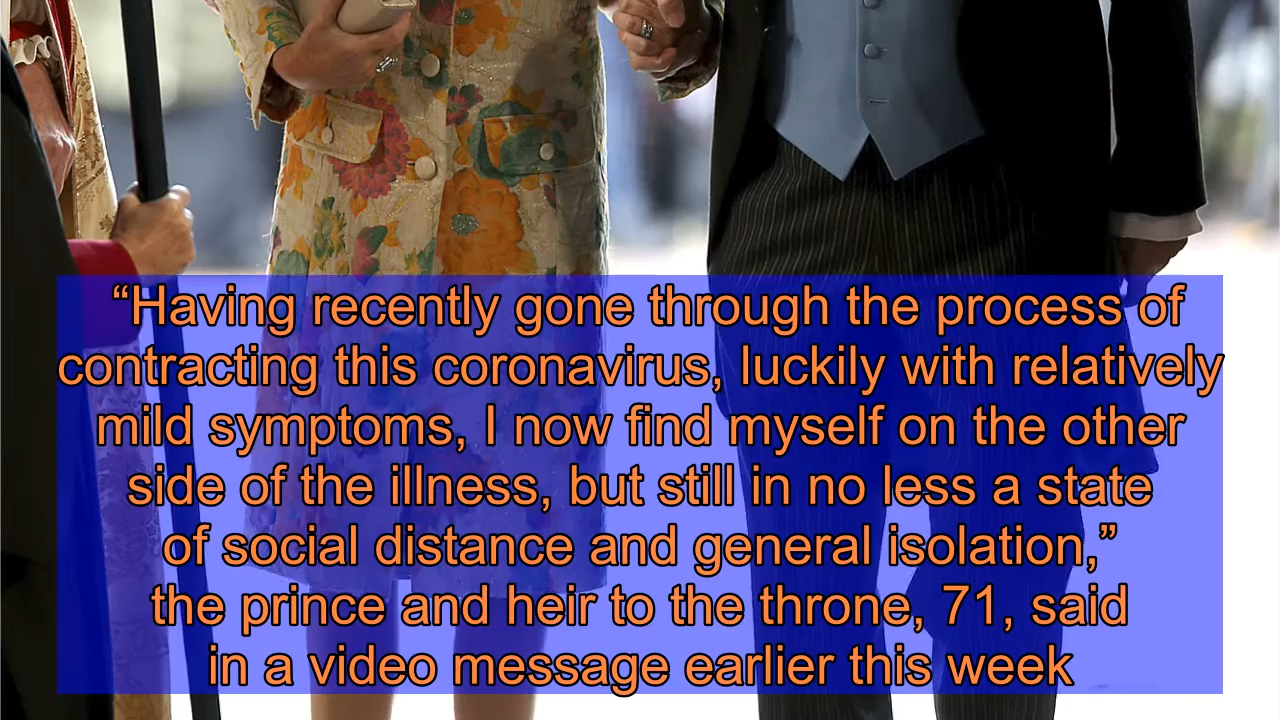 “Having recently gone through the process of
contracting this coronavirus, luckily with relatively
mild symptoms, I now find myself on the other
side of the illness, but still in no less a state
of social distance and general isolation,”
the prince and heir to the throne, 71, said
in a video message earlier this week